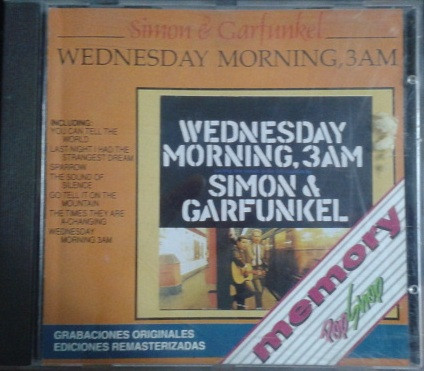 Simon & Garfunkel
WEDNESDAY MORNING, 3AM
INCLUDING:
YOU CAN TELL THE
WORLD
LAST NIGHT I HAD THE
STRANGEST DREAM
SPARROW
THE SOUND OF
SILENCE
GO TELL IT ON THE
MOUNTAIN
THE TIMES THEY ARE
A-CHANGING
WEDNESDAY
MORNING 3AM
WEDNESDAY
MORNING, 3AM
SIMON &
GARFUNKEL
memory
Pop Shop
GRABACIONES ORIGINALES
EDICIONES REMASTERIZADAS